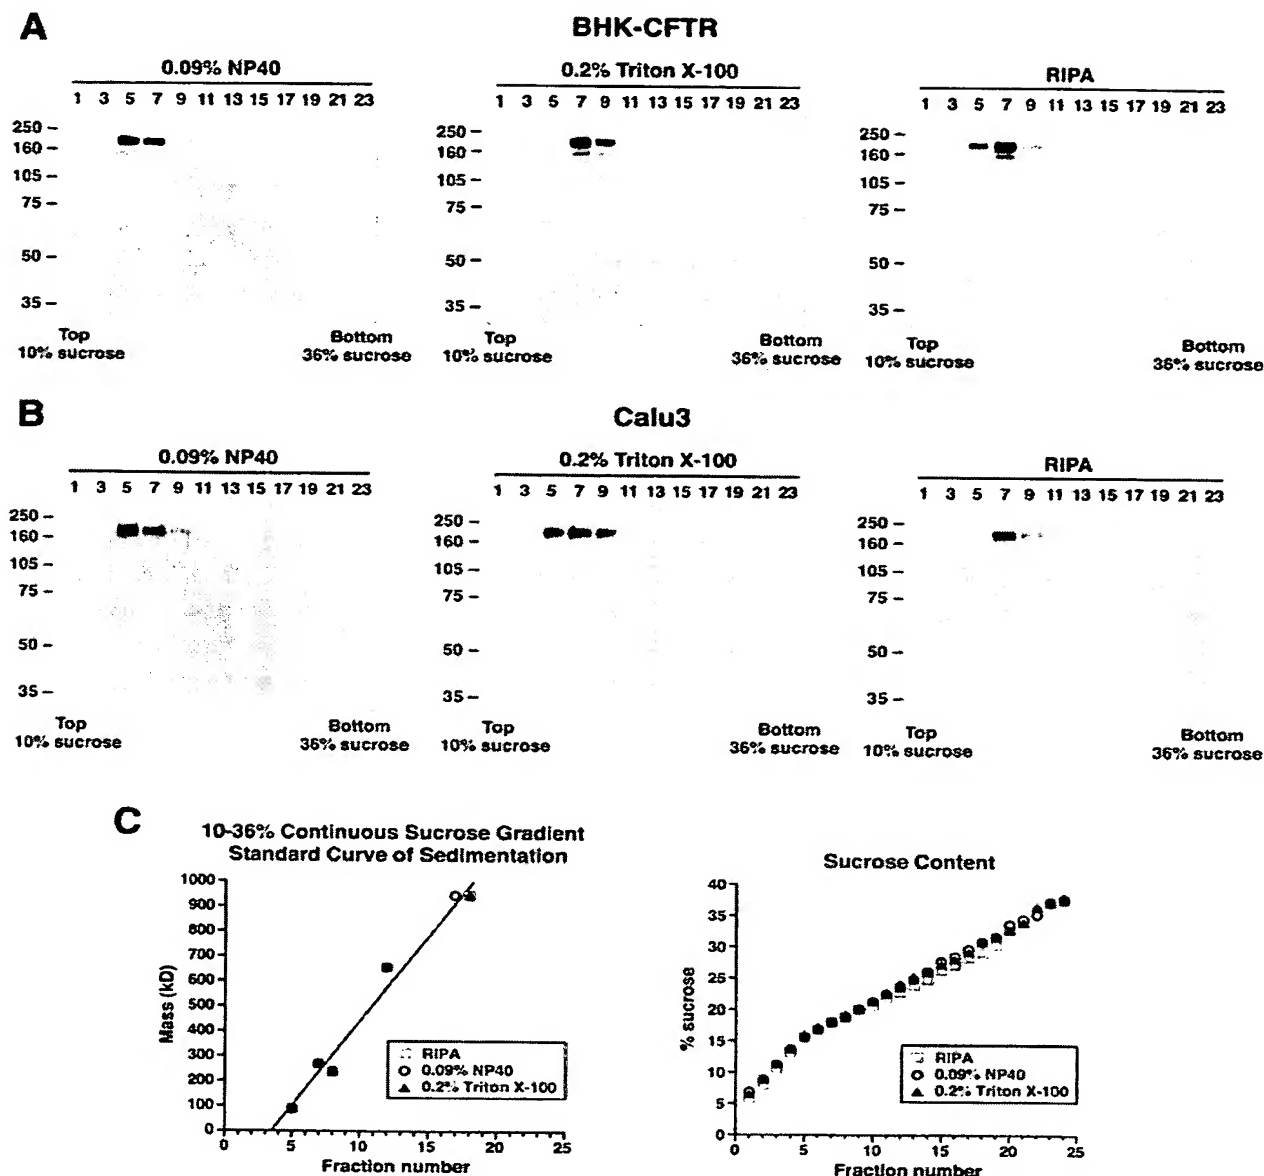 A
BHK-CFTR
0.09% NP40
0.2% Triton X-100
RIPA
1 3 5 7 9 11 13 15 17 19 21 23
1 3 5 7 9 11 13 15 17 19 21 23
1 3 5 7 9 11 13 15 17 19 21 23
250
160
105
75
50
35
250
160
105
75
50
35
250
160
105
75
50
35
Top
10% sucrose
Bottom
36% sucrose
Top
10% sucrose
Bottom
36% sucrose
Top
10% sucrose
Bottom
36% sucrose
B
Calu3
0.09% NP40
0.2% Triton X-100
RIPA
1 3 5 7 9 11 13 15 17 19 21 23
1 3 5 7 9 11 13 15 17 19 21 23
1 3 5 7 9 11 13 15 17 19 21 23
250
160
105
75
50
35
250
160
105
75
50
35
250
160
105
75
50
35
Top
10% sucrose
Bottom
36% sucrose
Top
10% sucrose
Bottom
36% sucrose
Top
10% sucrose
Bottom
36% sucrose
C
10-36% Continuous Sucrose Gradient
Standard Curve of Sedimentation
Mass (kD)
1000
900
800
700
600
500
400
300
200
100
0
RIPA
0.09% NP40
0.2% Triton X-100
0 5 10 15 20 25
Fraction number
Sucrose Content
% sucrose
40
35
30
25
20
15
10
5
0
RIPA
0.09% NP40
0.2% Triton X-100
0 5 10 15 20 25
Fraction number